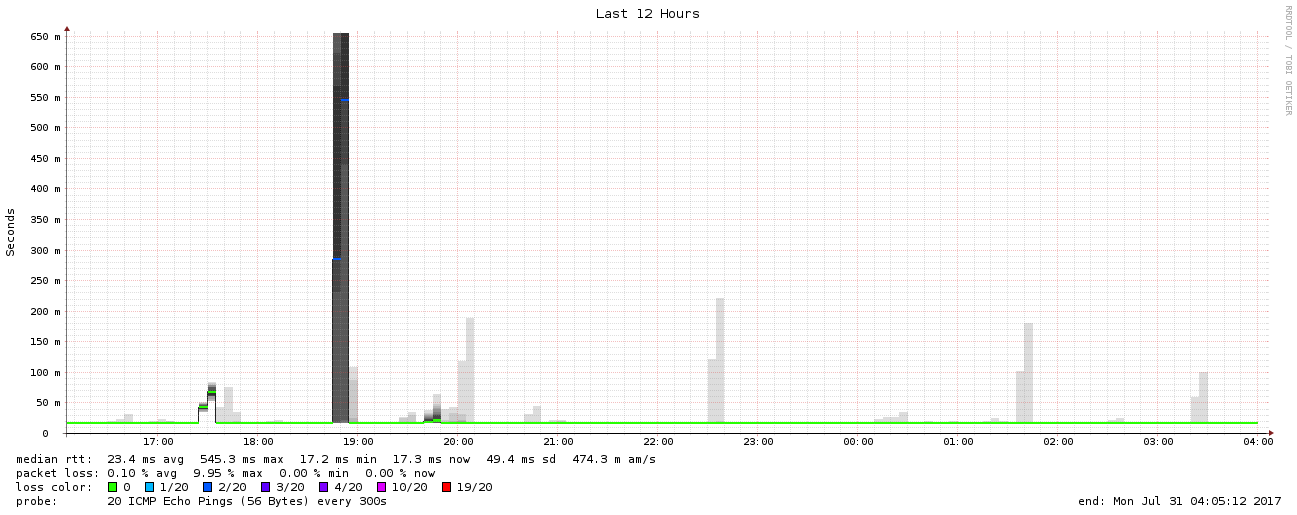 Last 12 Hours
RRDTOOL / TOBI OETIKER
Seconds
650 m
600 m
550 m
500 m
450 m
400 m
350 m
300 m
250 m
200 m
150 m
100 m
50 m
0
17:00 18:00 19:00 20:00 21:00 22:00 23:00 00:00 01:00 02:00 03:00 04:00
median rtt: 23.4 ms avg 545.3 ms max 17.2 ms min 17.3 ms now 49.4 ms sd 474.3 m am/s
packet loss: 0.10 % avg 9.95 % max 0.00 % min 0.00 % now
loss color: 0 1/20 2/20 3/20 4/20 10/20 19/20
probe: 20 ICMP Echo Pings (56 Bytes) every 300s end: Mon Jul 31 04:05:12 2017